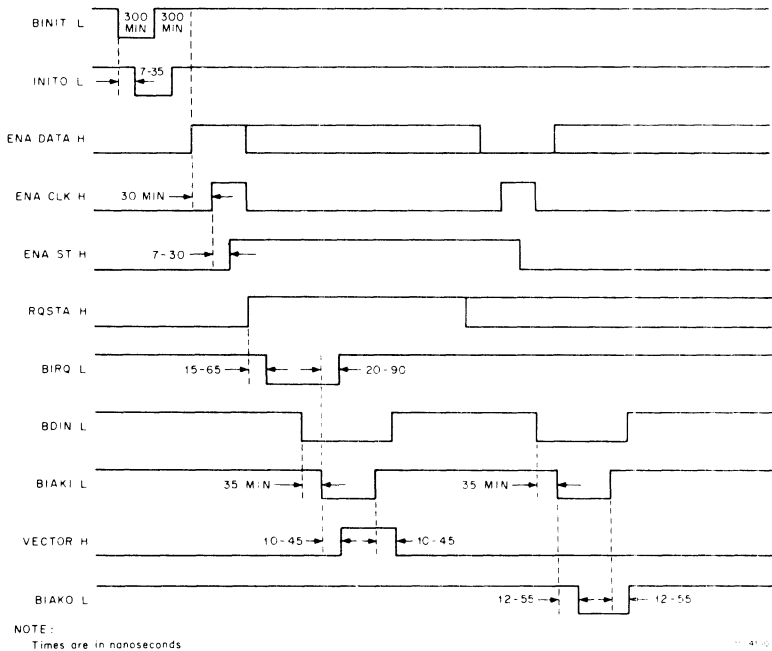 BINIT L
300 MIN 300 MIN
INITO L
7-35
ENA DATA H
ENA CLK H
30 MIN
ENA ST H
7-30
RQSTA H
BIRQ L
15-65
20-90
BDIN L
BIAKI L
35 MIN
35 MIN
VECTOR H
10-45
10-45
BIAKO L
12-55
12-55
NOTE:
Times are in nanoseconds